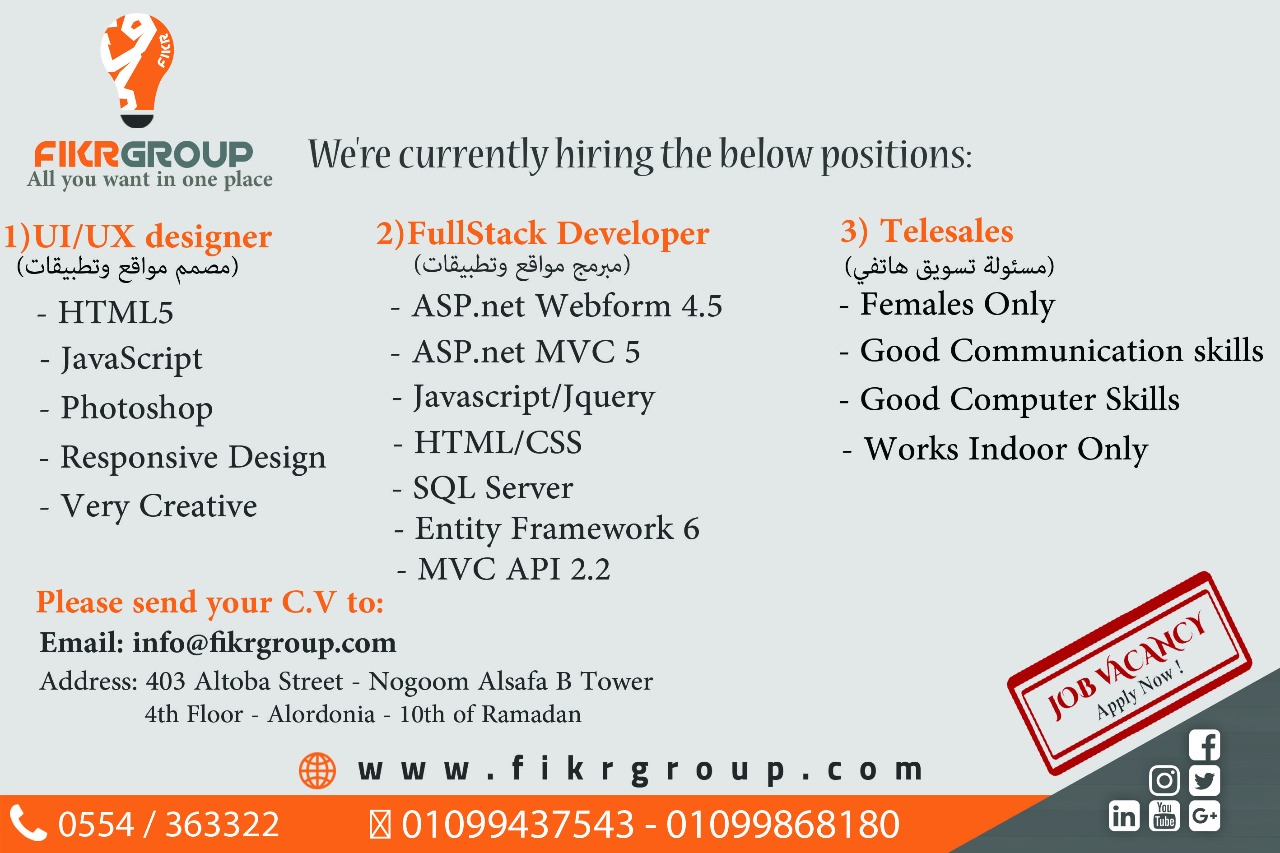 FIKR
FIKRGROUP
All you want in one place
We're currently hiring the below positions:
1)UI/UX designer
(مصمم مواقع وتطبيقات)
- HTML5
- JavaScript
- Photoshop
- Responsive Design
- Very Creative
2)FullStack Developer
(مبرمج مواقع وتطبيقات)
- ASP.net Webform 4.5
- ASP.net MVC 5
- Javascript/Jquery
- HTML/CSS
- SQL Server
- Entity Framework 6
- MVC API 2.2
3) Telesales
(مسئولة تسويق هاتفي)
- Females Only
- Good Communication skills
- Good Computer Skills
- Works Indoor Only
Please send your C.V to:
Email: info@fikrgroup.com
Address: 403 Altoba Street - Nogoom Alsafa B Tower
4th Floor - Alordonia - 10th of Ramadan
JOB VACANCY
Apply Now !
www.fikrgroup.com
0554 / 363322
01099437543 - 01099868180
You
Tube
in
G+